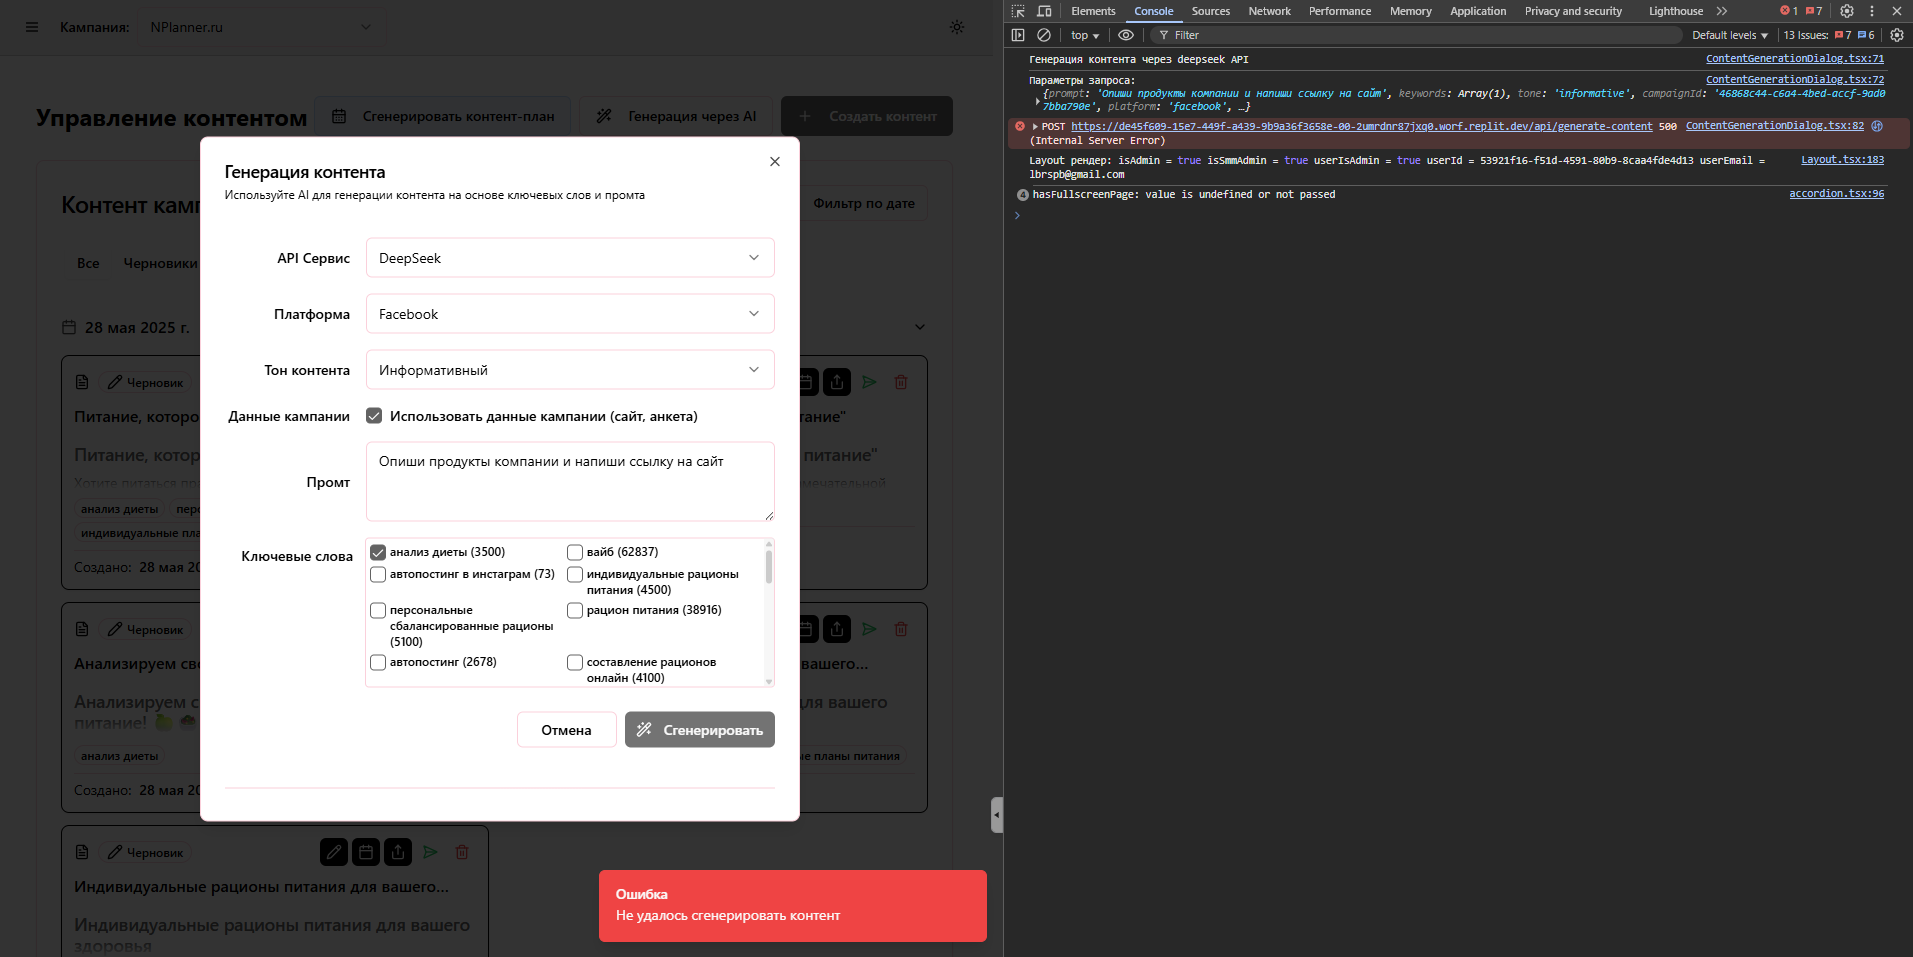 Кампания:
NPlanner.ru
Управление контентом
Сгенерировать контент-план
Генерация через AI
Создать контент
Контент кам
Фильтр по дате
Все
Черновики
28 мая 2025 г.
Черновик
Питание, которо
тание"
Питание, котор
питание"
Хотите питаться пра
мечательной
анализ диеты
перс
индивидуальные пла
Создано: 28 мая 20
Черновик
Анализируем све
вашего...
Анализируем с
для вашего
питание!
анализ диеты
ые планы питания
Создано: 28 мая 20
Черновик
Индивидуальные рационы питания для вашего...
Индивидуальные рационы питания для вашего
здоровья
Генерация контента
Используйте AI для генерации контента на основе ключевых слов и промта
API Сервис
DeepSeek
Платформа
Facebook
Тон контента
Информативный
Данные кампании
Использовать данные кампании (сайт, анкета)
Промт
Опиши продукты компании и напиши ссылку на сайт
Ключевые слова
анализ диеты (3500)
вайб (62837)
автопостинг в инстаграм (73)
индивидуальные рационы
питания (4500)
персональные
сбалансированные рационы
(5100)
рацион питания (38916)
автопостинг (2678)
составление рационов
онлайн (4100)
Отмена
Сгенерировать
Ошибка
Не удалось сгенерировать контент
Elements Console Sources Network Performance Memory Application Privacy and security Lighthouse 1 7
top Filter Default levels 13 Issues: 7 6
Генерация контента через deepseek API ContentGenerationDialog.tsx:71
Параметры запроса: ContentGenerationDialog.tsx:72
{prompt: 'Опиши продукты компании и напиши ссылку на сайт', keywords: Array(1), tone: 'informative', campaignId: '46868c44-c6a4-4bed-accf-9ad0
7bba790e', platform: 'facebook', …}
POST https://de45f609-15e7-449f-a439-9b9a36f3658e-00-2umrdnr87jxq0.worf.replit.dev/api/generate-content 500 ContentGenerationDialog.tsx:82
(Internal Server Error)
Layout рендер: isAdmin = true isSmmAdmin = true userIsAdmin = true userId = 53921f16-f51d-4591-80b9-8caa4fde4d13 userEmail = Layout.tsx:183
lbrspb@gmail.com
4 hasFullscreenPage: value is undefined or not passed accordion.tsx:96